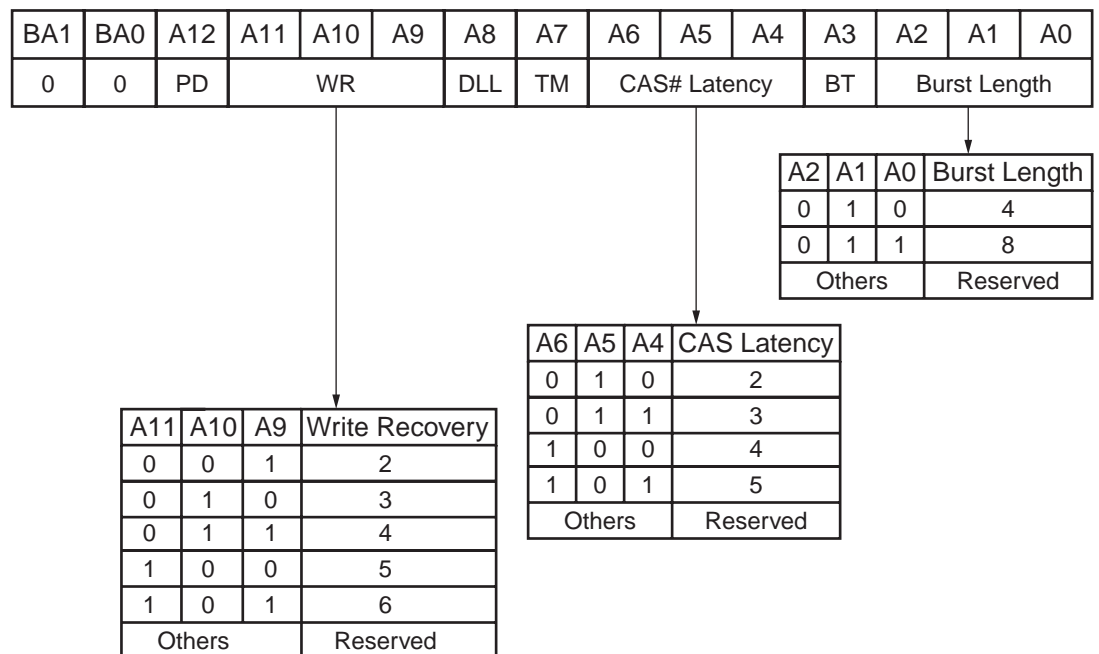 BA1 BA0 A12 A11 A10 A9 A8 A7 A6 A5 A4 A3 A2 A1 A0
0 0 PD WR DLL TM CAS# Latency BT Burst Length
A2 A1 A0 Burst Length
0 1 0 4
0 1 1 8
Others Reserved
A6 A5 A4 CAS Latency
0 1 0 2
0 1 1 3
1 0 0 4
1 0 1 5
Others Reserved
A11 A10 A9 Write Recovery
0 0 1 2
0 1 0 3
0 1 1 4
1 0 0 5
1 0 1 6
Others Reserved